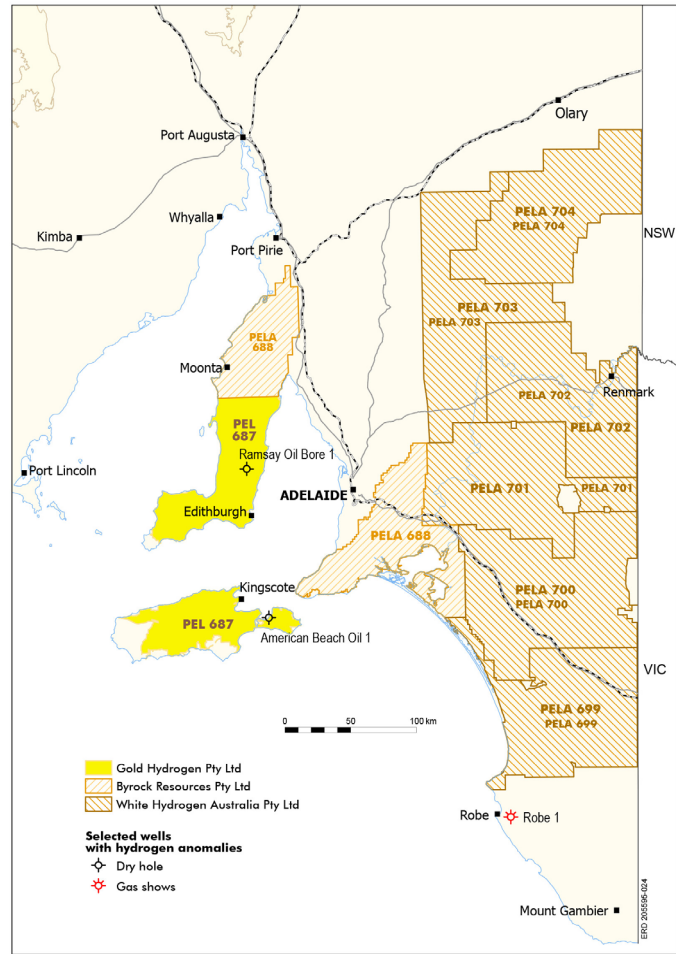 Olary
Port Augusta
PELA 704
PELA 704
Whyalla
NSW
Kimba
Port Pirie
PELA 703
PELA 703
PELA
688
Moonta
Renmark
PELA 702
PEL
687
PELA 702
Ramsay Oil Bore 1
Port Lincoln
PELA 701
PELA 701
ADELAIDE
Edithburgh
PELA 688
Kingscote
PELA 700
PELA 700
PEL 687
American Beach Oil 1
VIC
PELA 699
PELA 699
0 50 100 km
Gold Hydrogen Pty Ltd
Byrock Resources Pty Ltd
White Hydrogen Australia Pty Ltd
Robe
Robe 1
Selected wells
with hydrogen anomalies
Dry hole
Gas shows
Mount Gambier
ERD 205595-024